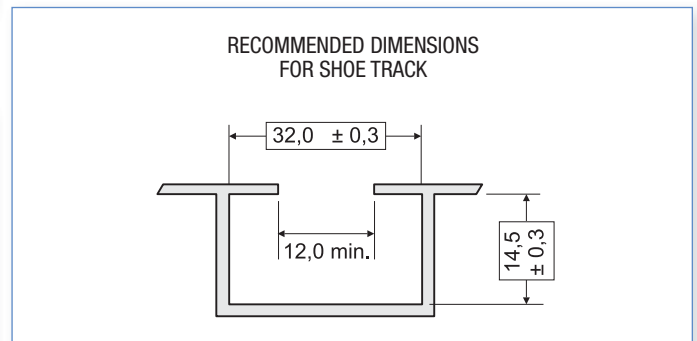 RECOMMENDED DIMENSIONS
FOR SHOE TRACK
32,0 ± 0,3
12,0 min.
14,5
± 0,3